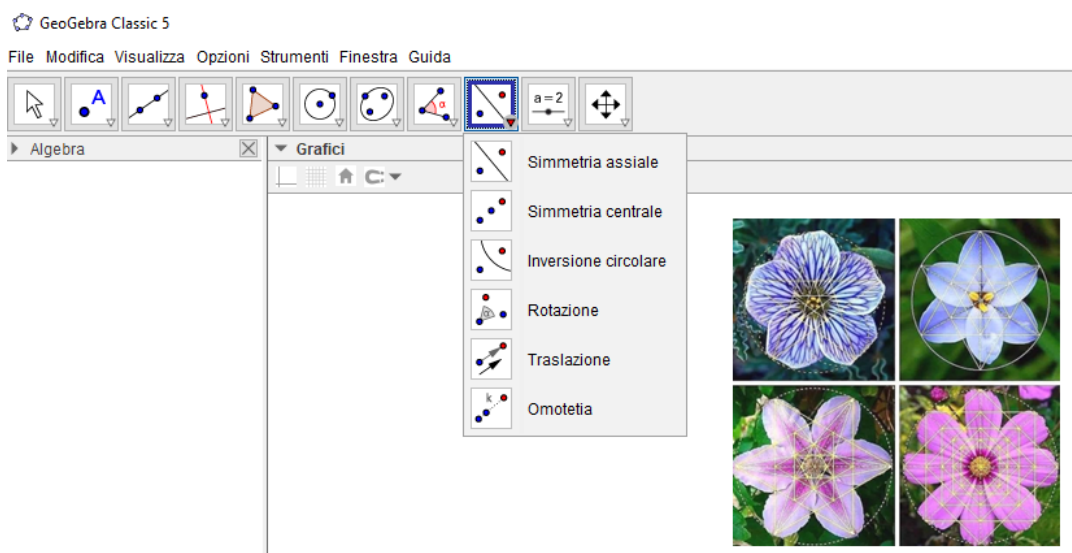 GeoGebra Classic 5
File Modifica Visualizza Opzioni Strumenti Finestra Guida
A
α
a = 2
Algebra
Grafici
Simmetria assiale
Simmetria centrale
Inversione circolare
α
Rotazione
Traslazione
k
Omotetia